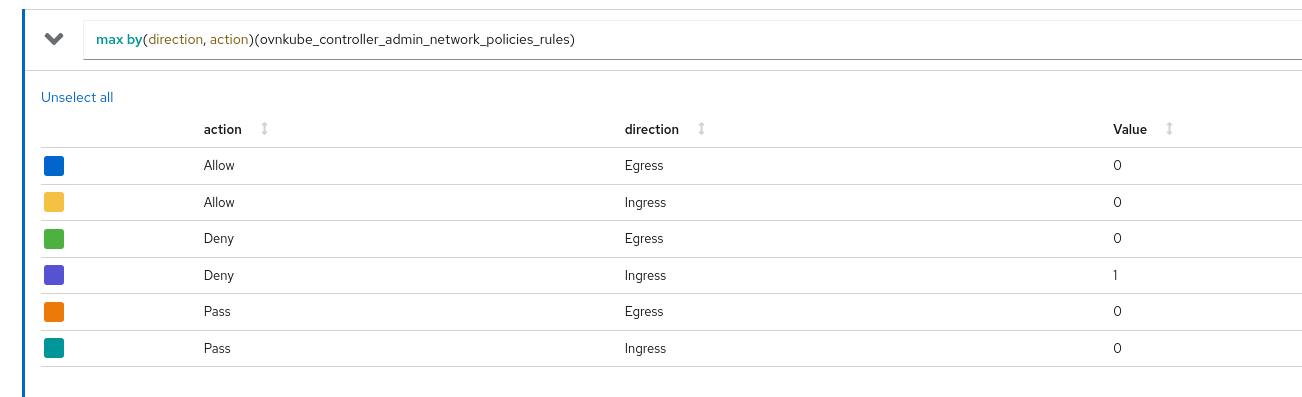 max by(direction, action)(ovnkube_controller_admin_network_policies_rules)
Unselect all
action direction Value
Allow Egress 0
Allow Ingress 0
Deny Egress 0
Deny Ingress 1
Pass Egress 0
Pass Ingress 0